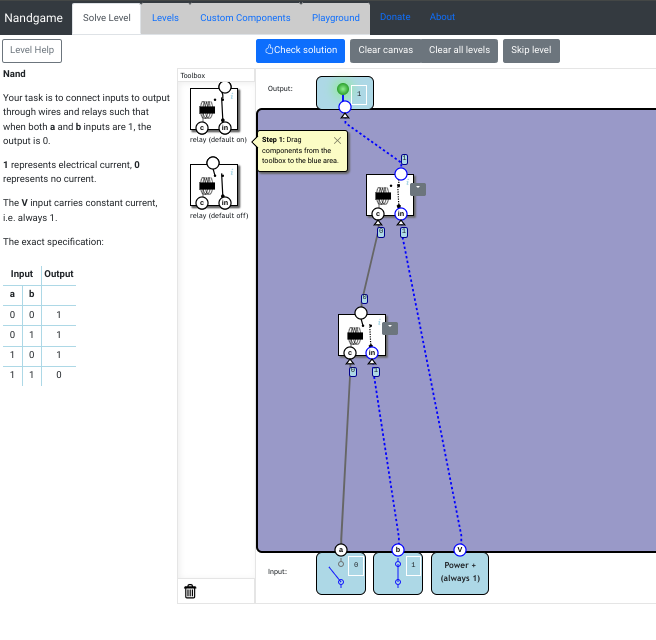 Nandgame
Solve Level
Levels
Custom Components
Playground
Donate
About
Level Help
Check solution
Clear canvas
Clear all levels
Skip level
Nand
Your task is to connect inputs to output
through wires and relays such that
when both a and b inputs are 1, the
output is 0.
1 represents electrical current, 0
represents no current.
The V input carries constant current,
i.e. always 1.
The exact specification:
Input Output
a b
0 0 1
0 1 1
1 0 1
1 1 0
Toolbox
c in
relay (default on)
c in
relay (default off)
Step 1: Drag
components from the
toolbox to the blue area.
Output:
1
1
c in
0 1
0
c in
0 1
a b V
Input:
0
1
Power +
(always 1)